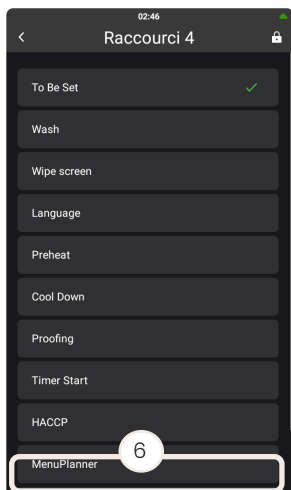 02:46
Raccourci 4
To Be Set
Wash
Wipe screen
Language
Preheat
Cool Down
Proofing
Timer Start
HACCP
6
MenuPlanner